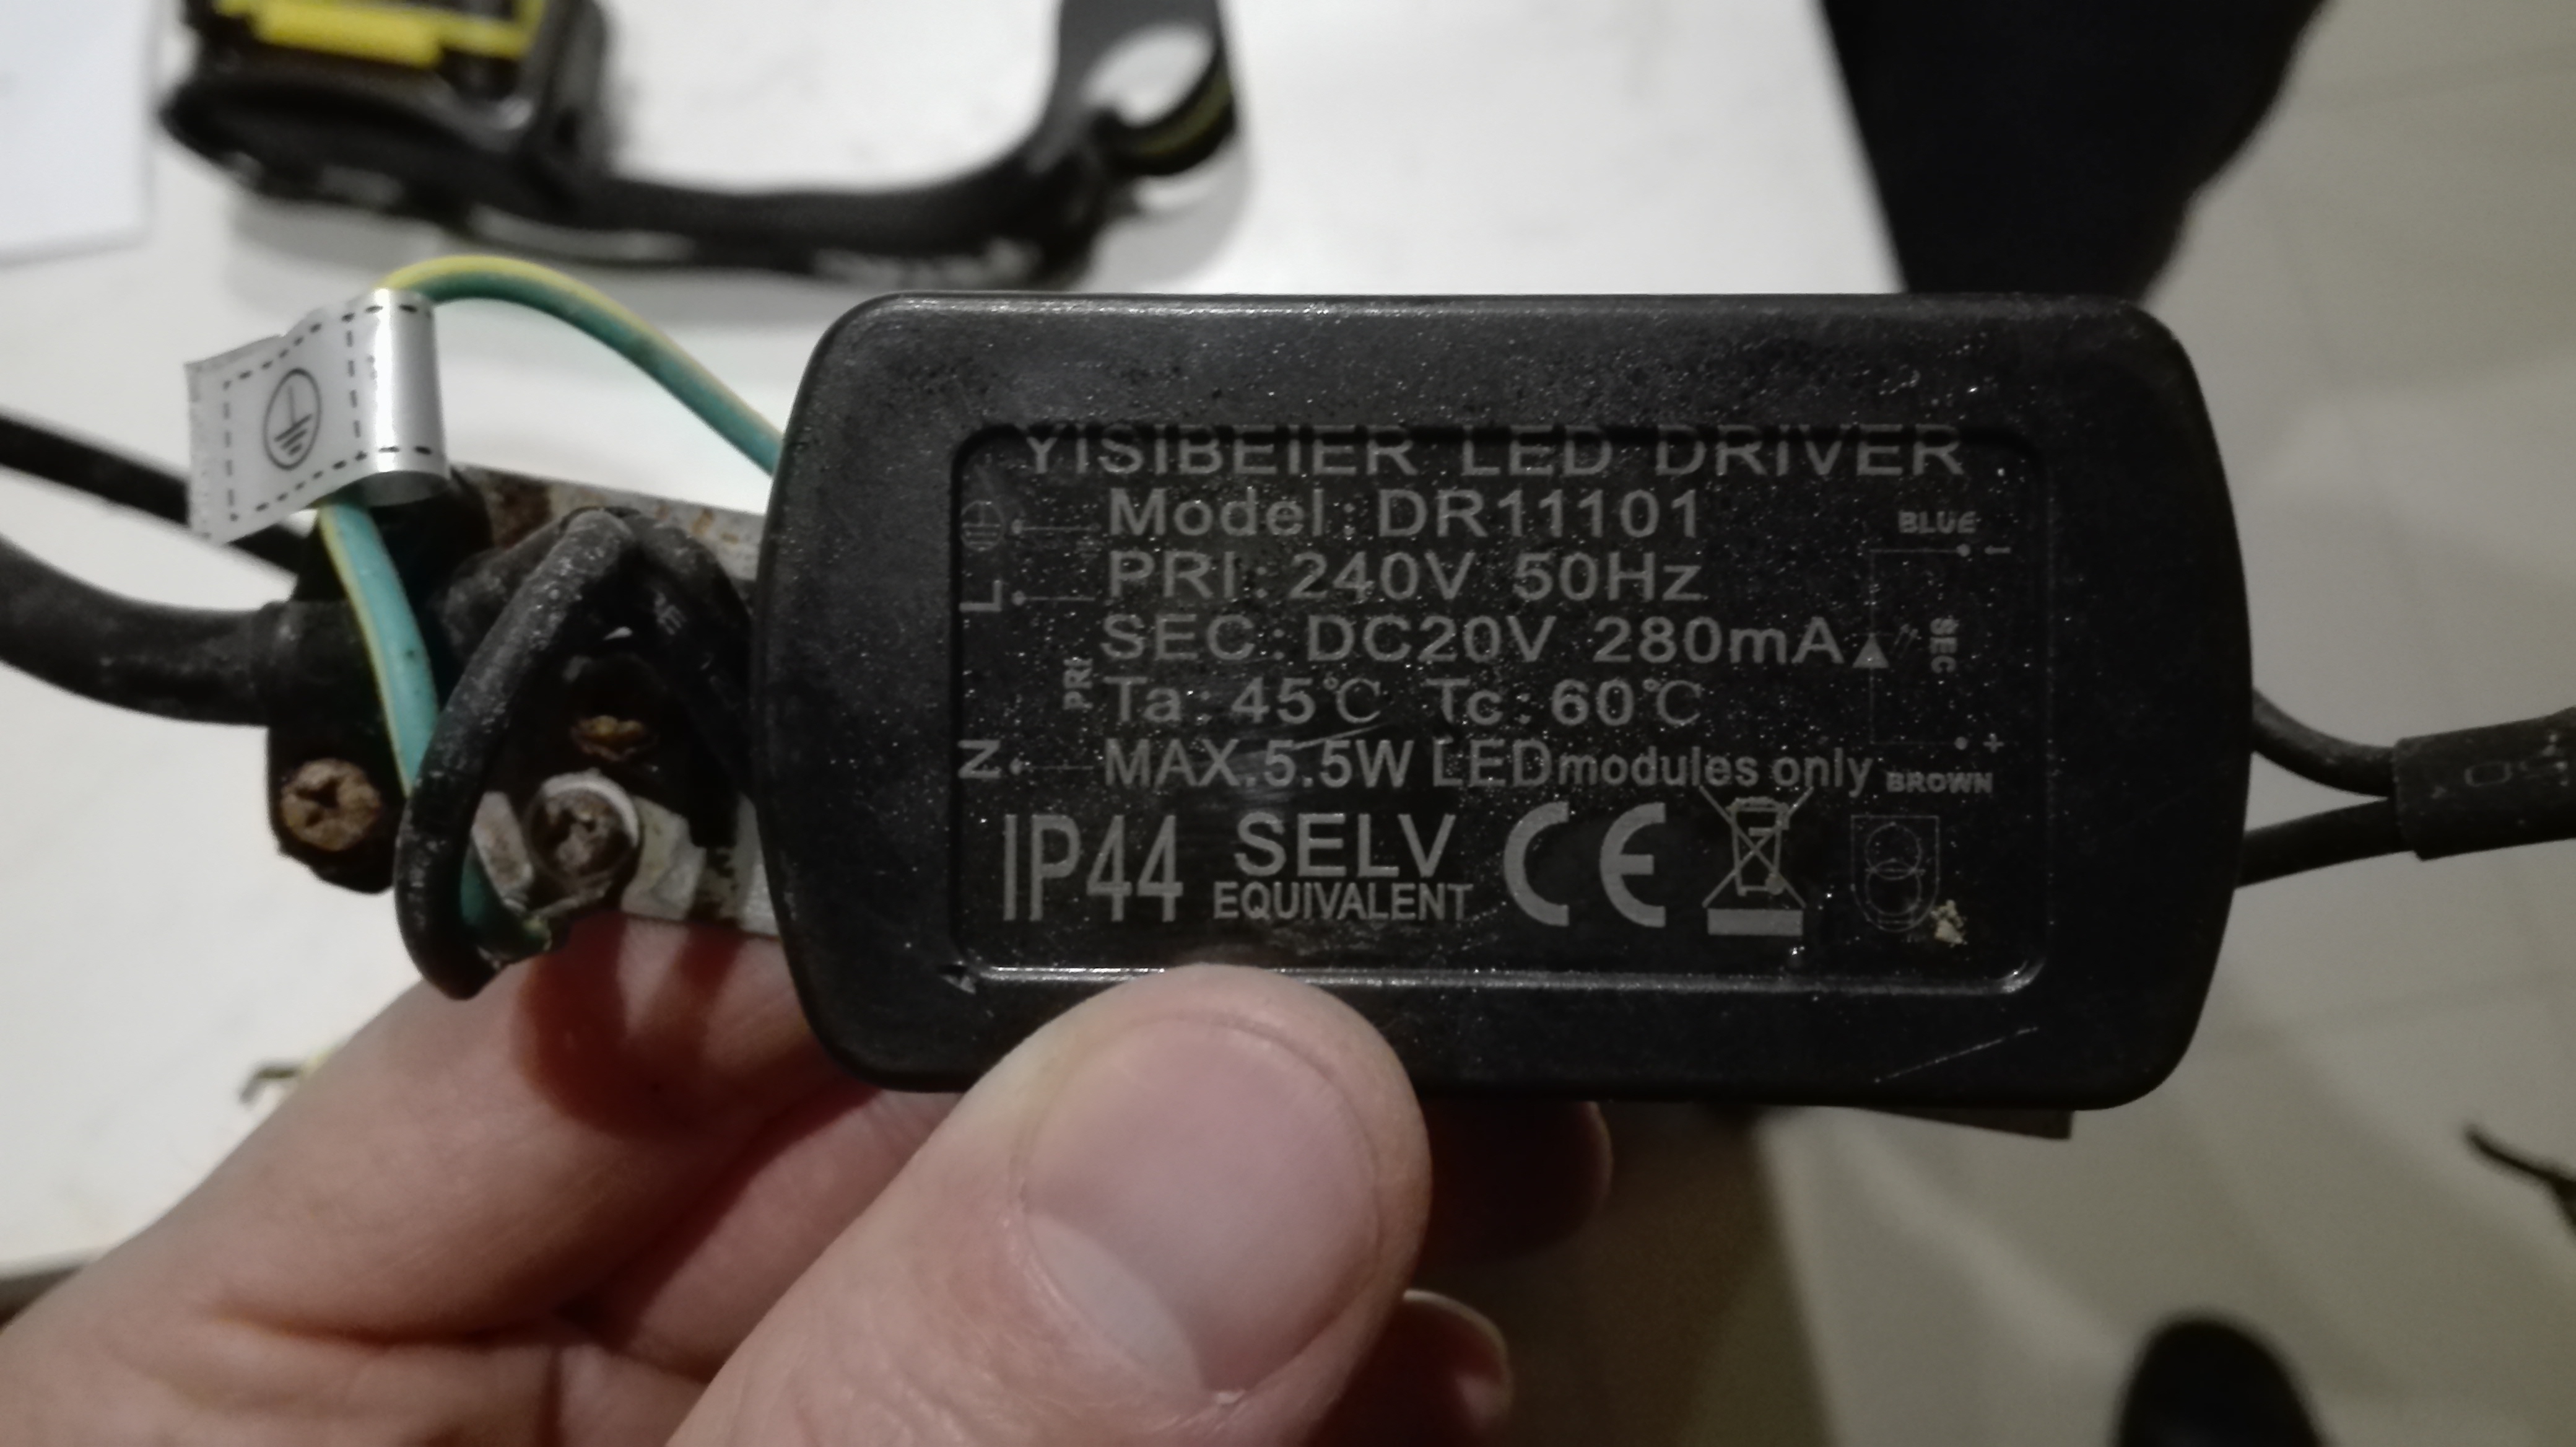 YISIBEIER LED DRIVER
Model: DR11101
PRI: 240V 50Hz
SEC: DC20V 280mA
Ta: 45℃ Tc: 60℃
MAX.5.5W LED modules only
IP44 SELV EQUIVALENT CE
L
N
PRI
BLUE
-
SEC
+
BROWN